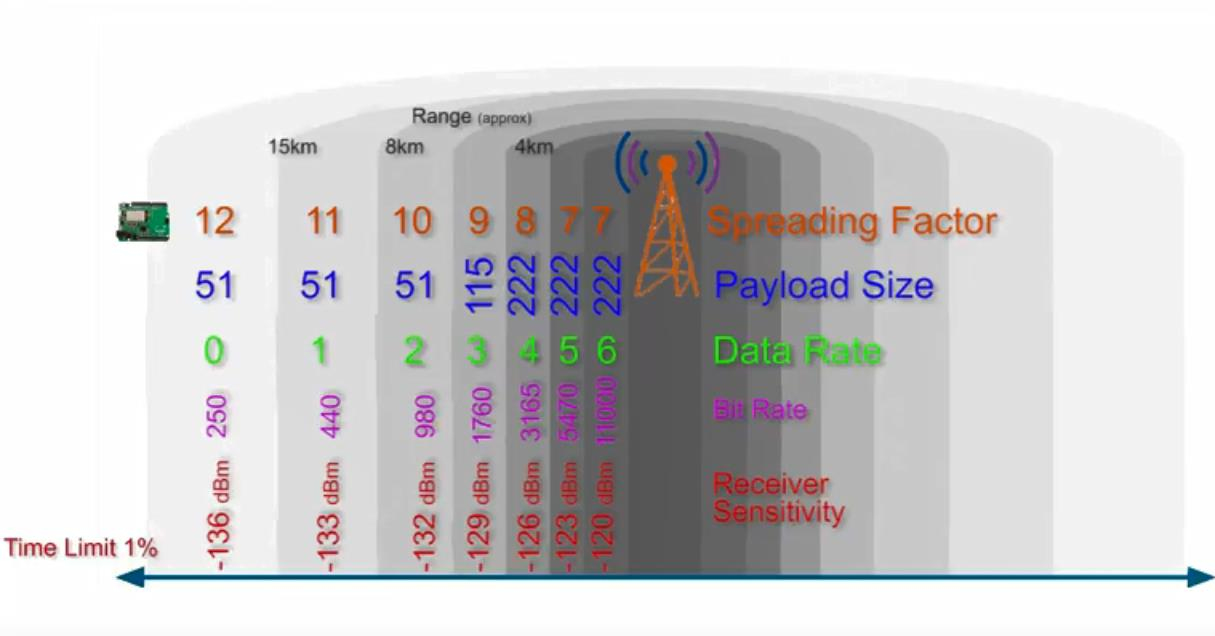 Range (approx)
15km 8km 4km
12 11 10 9 8 7 7 Spreading Factor
51 51 51 115 222 222 222 Payload Size
0 1 2 3 4 5 6 Data Rate
250 440 980 1760 3165 5470 11000 Bit Rate
-136 dBm -133 dBm -132 dBm -129 dBm -126 dBm -123 dBm -120 dBm Receiver
Sensitivity
Time Limit 1%